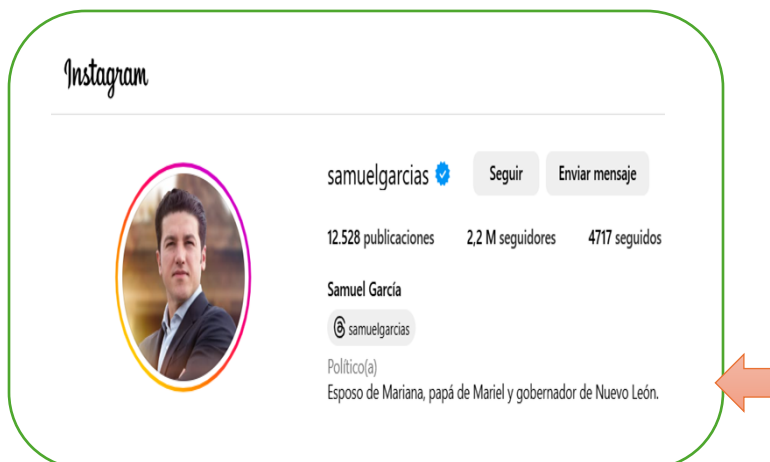 Instagram
samuelgarcias Seguir Enviar mensaje
12.528 publicaciones 2,2 M seguidores 4717 seguidos
Samuel García
samuelgarcias
Político(a)
Esposo de Mariana, papá de Mariel y gobernador de Nuevo León.